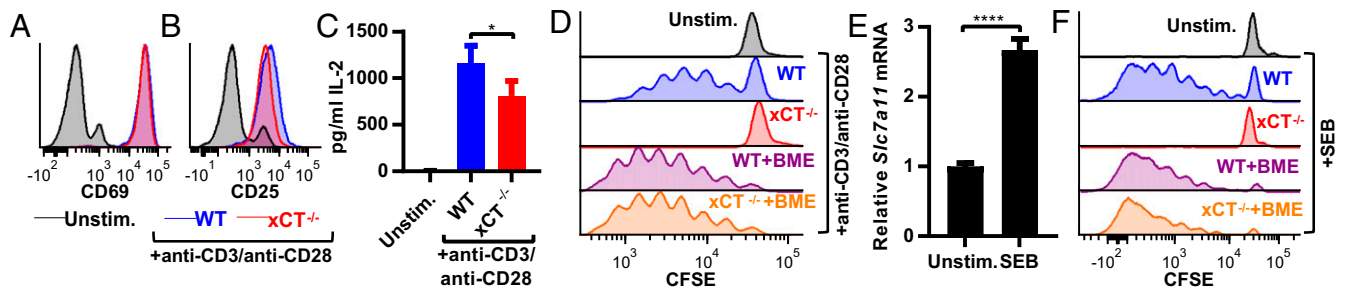 A
-10²
10³
10⁴
10⁵
CD69
B
-10²
10³
10⁴
10⁵
CD25
Unstim.
WT
xCT-/-
+anti-CD3/anti-CD28
C
pg/ml IL-2
1500
1000
500
0
*
Unstim.
WT
xCT-/-
+anti-CD3/
anti-CD28
D
Unstim.
WT
xCT-/-
WT+BME
xCT-/-+BME
10³
10⁴
10⁵
CFSE
+anti-CD3/anti-CD28
E
Relative Slc7a11 mRNA
3
2
1
0
****
Unstim.
SEB
F
Unstim.
WT
xCT-/-
WT+BME
xCT-/-+BME
-10²
10³
10⁴
10⁵
CFSE
+SEB